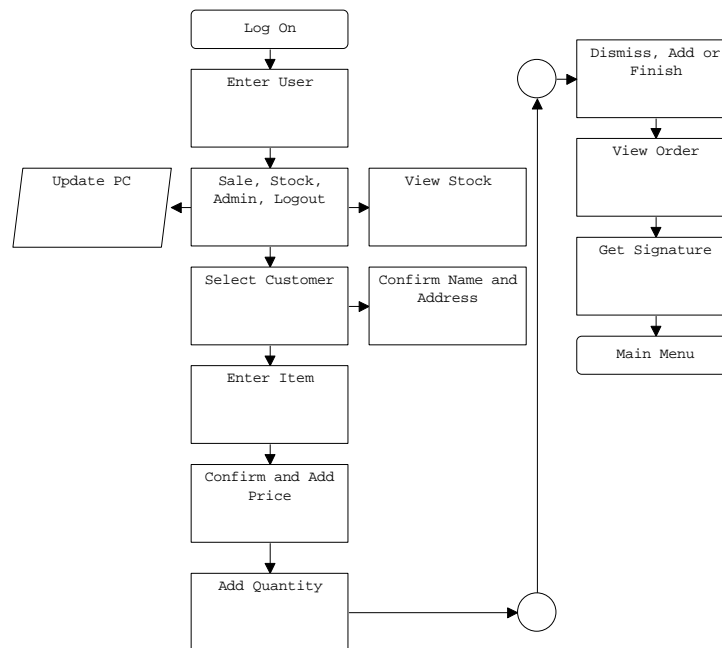 Log On
Enter User
Update PC
Sale, Stock,
Admin, Logout
View Stock
Select Customer
Confirm Name and
Address
Enter Item
Confirm and Add
Price
Add Quantity
Dismiss, Add or
Finish
View Order
Get Signature
Main Menu